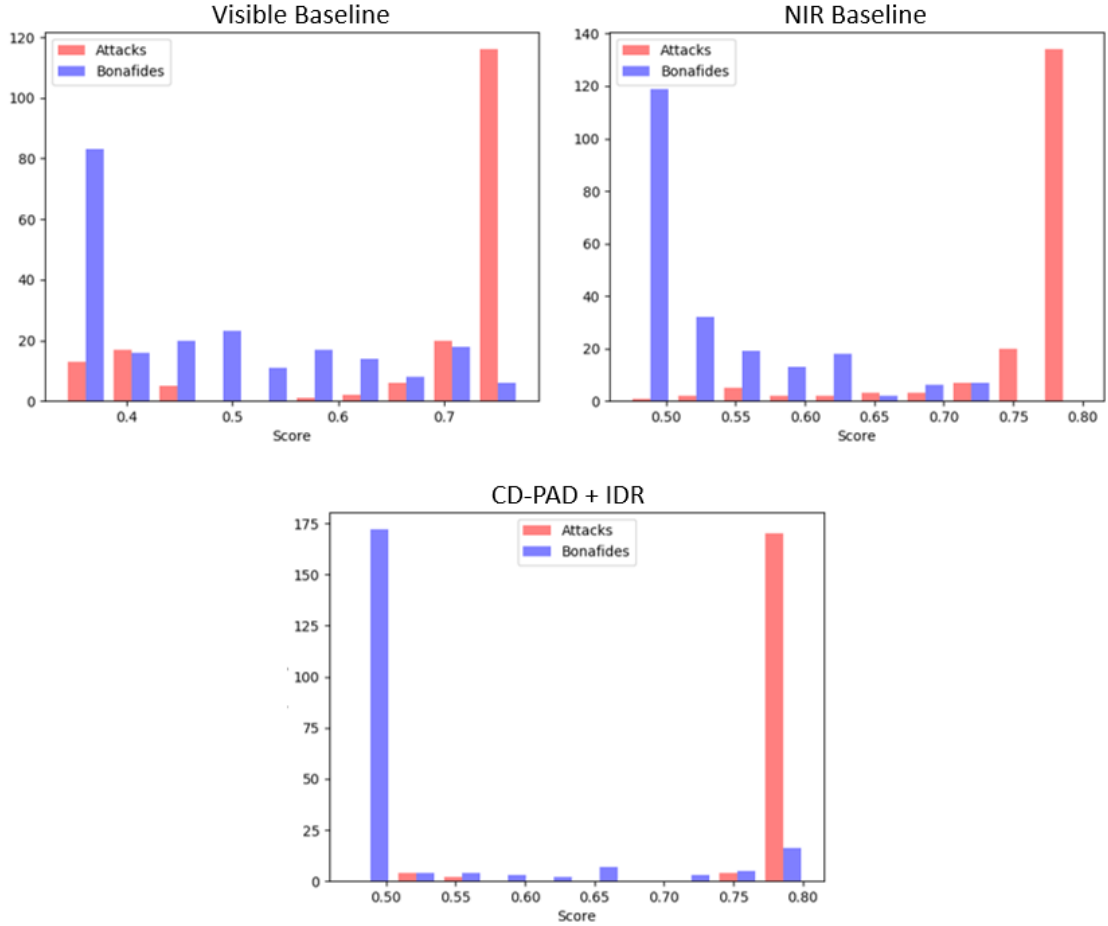 Visible Baseline
120
100
80
60
40
20
0
Attacks
Bonafides
0.4 0.5 0.6 0.7
Score
NIR Baseline
140
120
100
80
60
40
20
0
Attacks
Bonafides
0.50 0.55 0.60 0.65 0.70 0.75 0.80
Score
CD-PAD + IDR
175
150
125
100
75
50
25
0
Attacks
Bonafides
0.50 0.55 0.60 0.65 0.70 0.75 0.80
Score